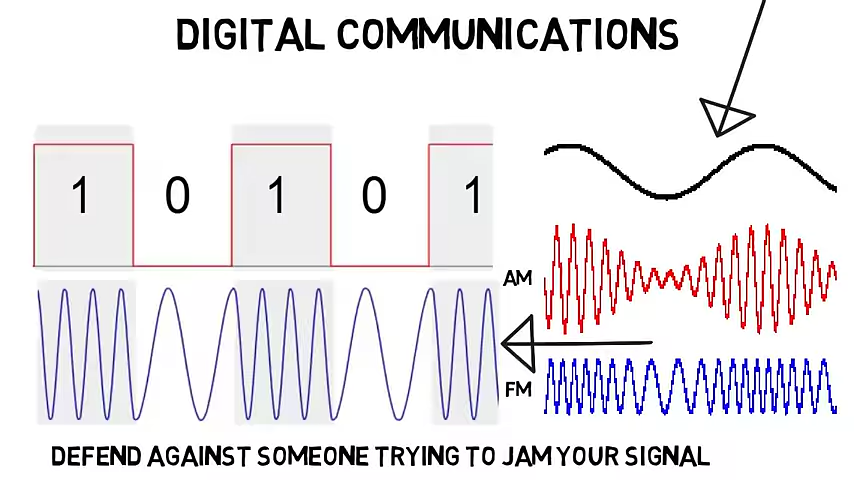 DIGITAL COMMUNICATIONS
1 0 1 0 1
AM
FM
DEFEND AGAINST SOMEONE TRYING TO JAM YOUR SIGNAL